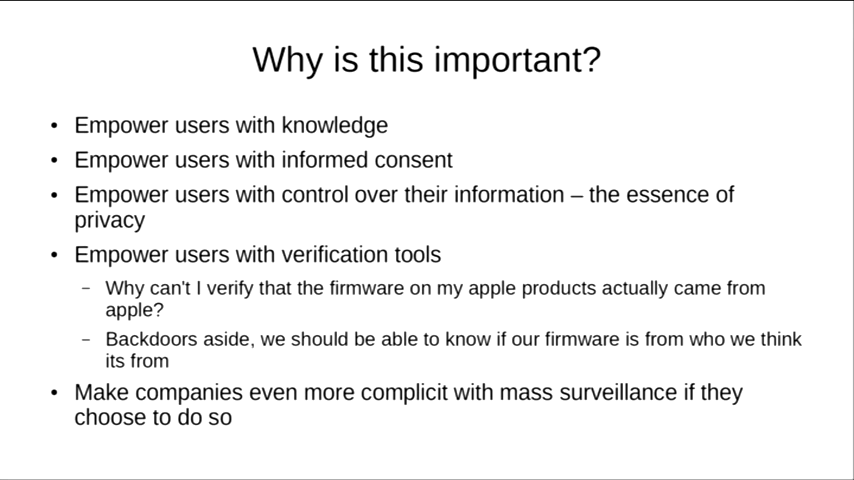 Why is this important?
• Empower users with knowledge
• Empower users with informed consent
• Empower users with control over their information – the essence of
privacy
• Empower users with verification tools
– Why can't I verify that the firmware on my apple products actually came from
apple?
– Backdoors aside, we should be able to know if our firmware is from who we think
its from
• Make companies even more complicit with mass surveillance if they
choose to do so